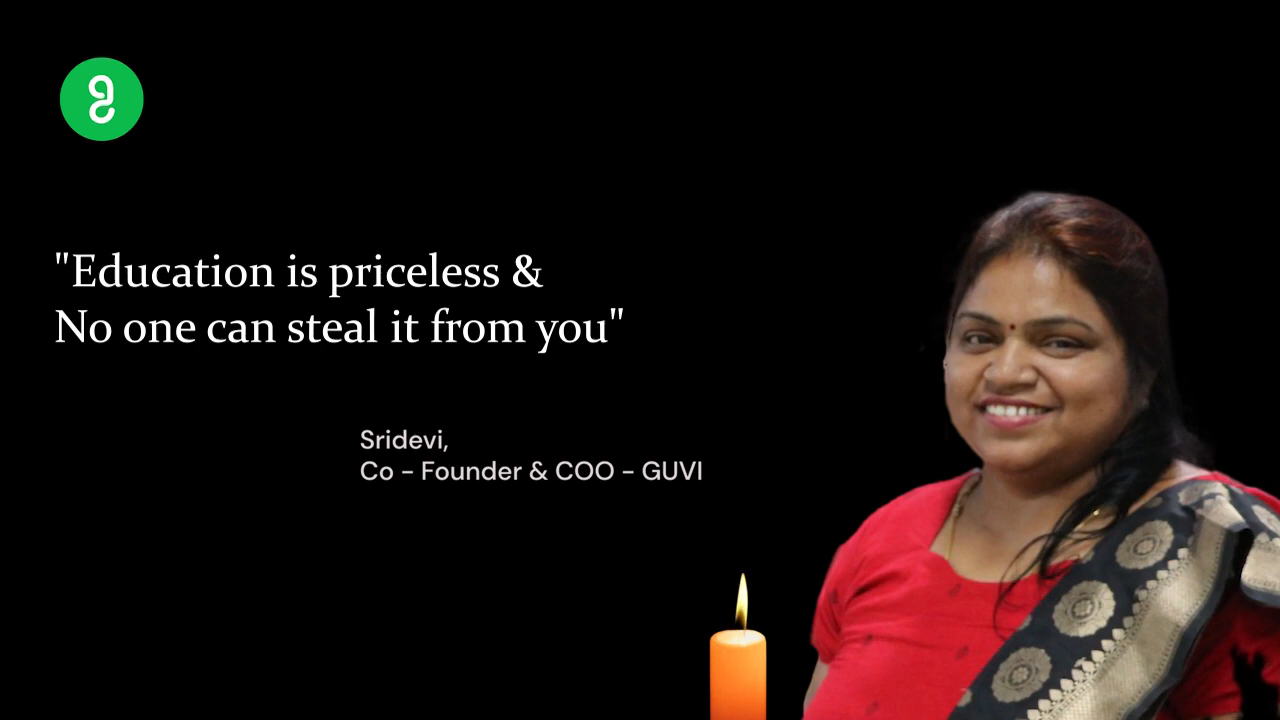 "Education is priceless &
No one can steal it from you"
Sridevi,
Co - Founder & COO - GUVI